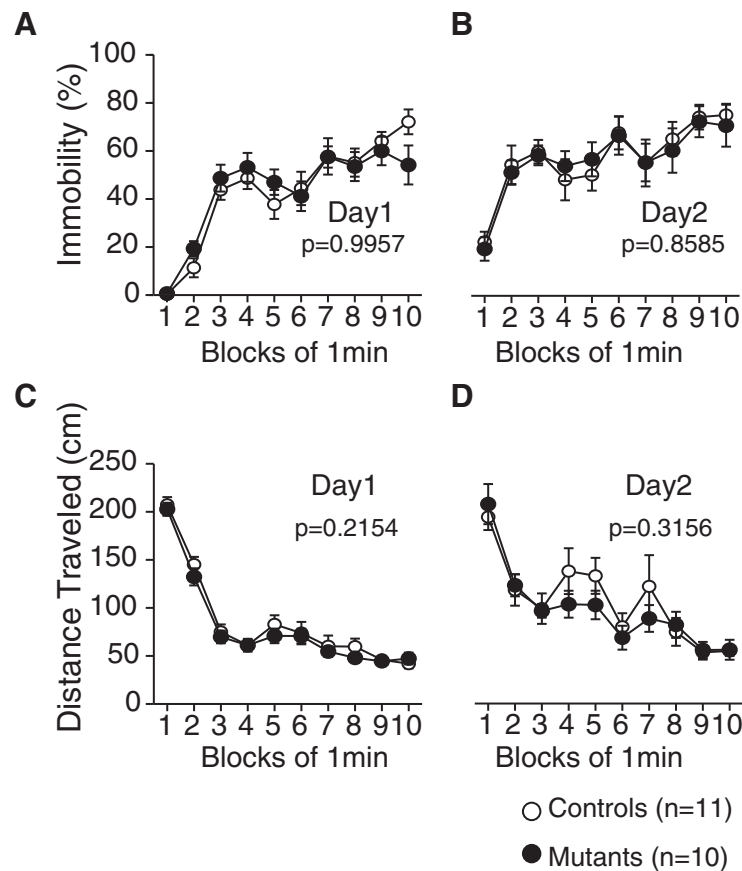 A
B
Immobility (%)
100
80
60
40
20
0
Day1
p=0.9957
Day2
p=0.8585
1 2 3 4 5 6 7 8 9 10
1 2 3 4 5 6 7 8 9 10
Blocks of 1min
Blocks of 1min
C
D
Distance Traveled (cm)
250
200
150
100
50
0
Day1
p=0.2154
Day2
p=0.3156
1 2 3 4 5 6 7 8 9 10
1 2 3 4 5 6 7 8 9 10
Blocks of 1min
Blocks of 1min
Controls (n=11)
Mutants (n=10)